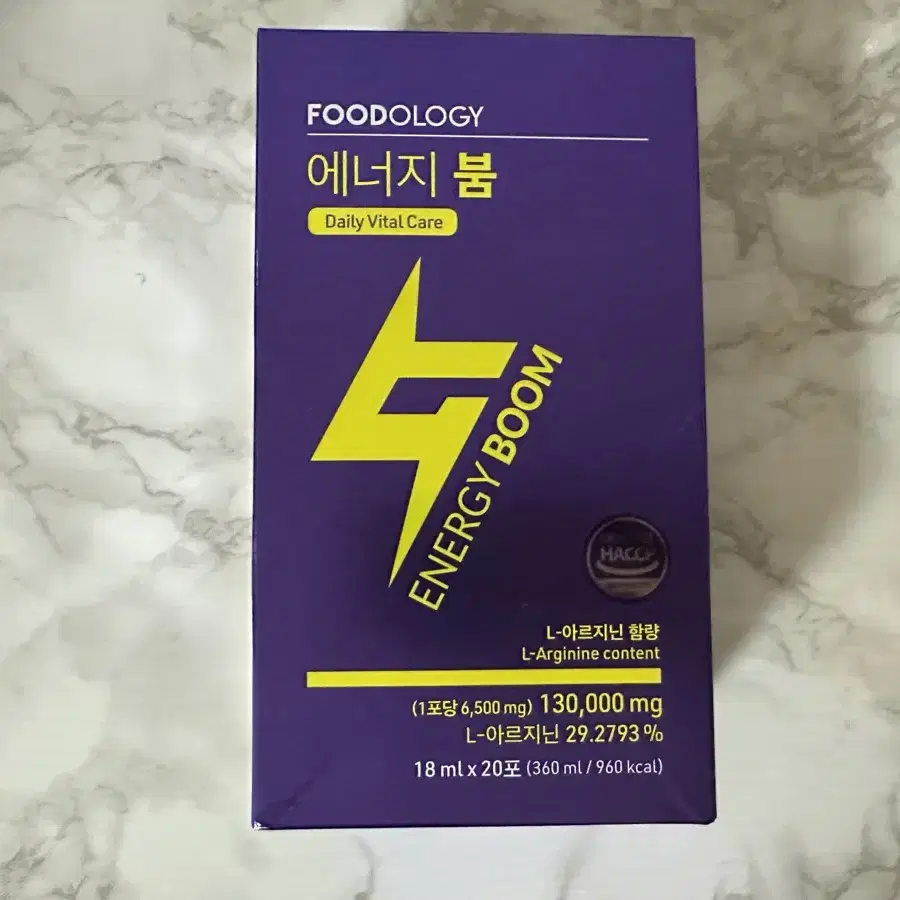 FOODOLOGY
에너지 붐
Daily Vital Care
ENERGY BOOM
HACCP
L-아르지닌 함량
L-Arginine content
(1포당 6,500 mg) 130,000 mg
L-아르지닌 29.2793 %
18 ml x 20포 (360 ml / 960 kcal)